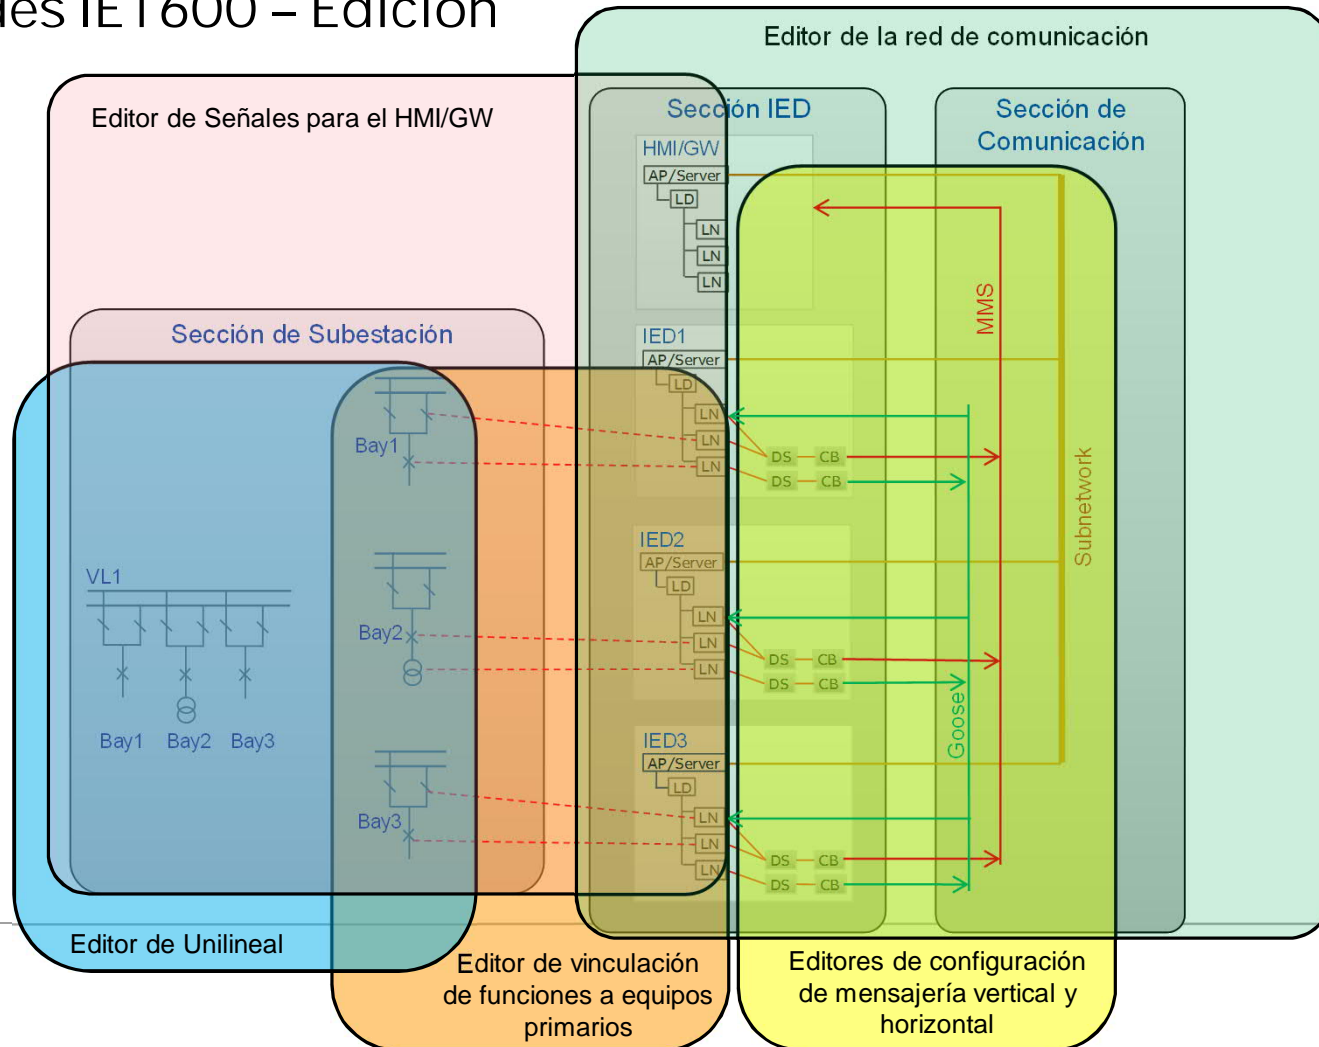 des IET600 – Edición
Editor de la red de comunicación
Editor de Señales para el HMI/GW
Sección IED
Sección de
Comunicación
HMI/GW
AP/Server
LD
LN
LN
LN
MMS
Sección de Subestación
IED1
AP/Server
LD
LN
LN
LN
DS
CB
DS
CB
Bay1
Subnetwork
IED2
AP/Server
LD
LN
LN
LN
DS
CB
DS
CB
VL1
Bay2
Bay1
Bay2
Bay3
Goose
IED3
AP/Server
LD
LN
LN
LN
DS
CB
DS
CB
Bay3
Editor de Unilineal
Editor de vinculación
de funciones a equipos
primarios
Editores de configuración
de mensajería vertical y
horizontal